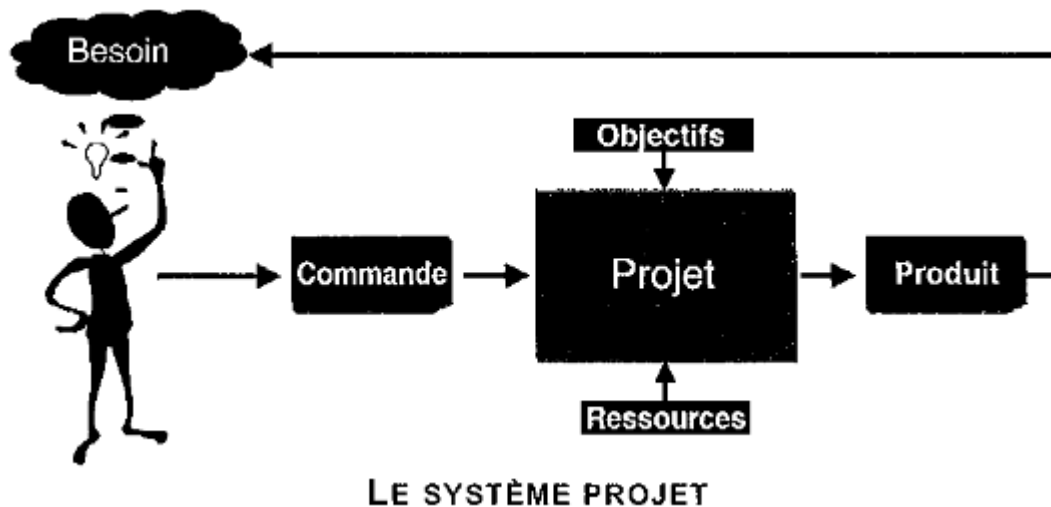 Besoin
Objectifs
Commande
Projet
Produit
Ressources
LE SYSTÈME PROJET